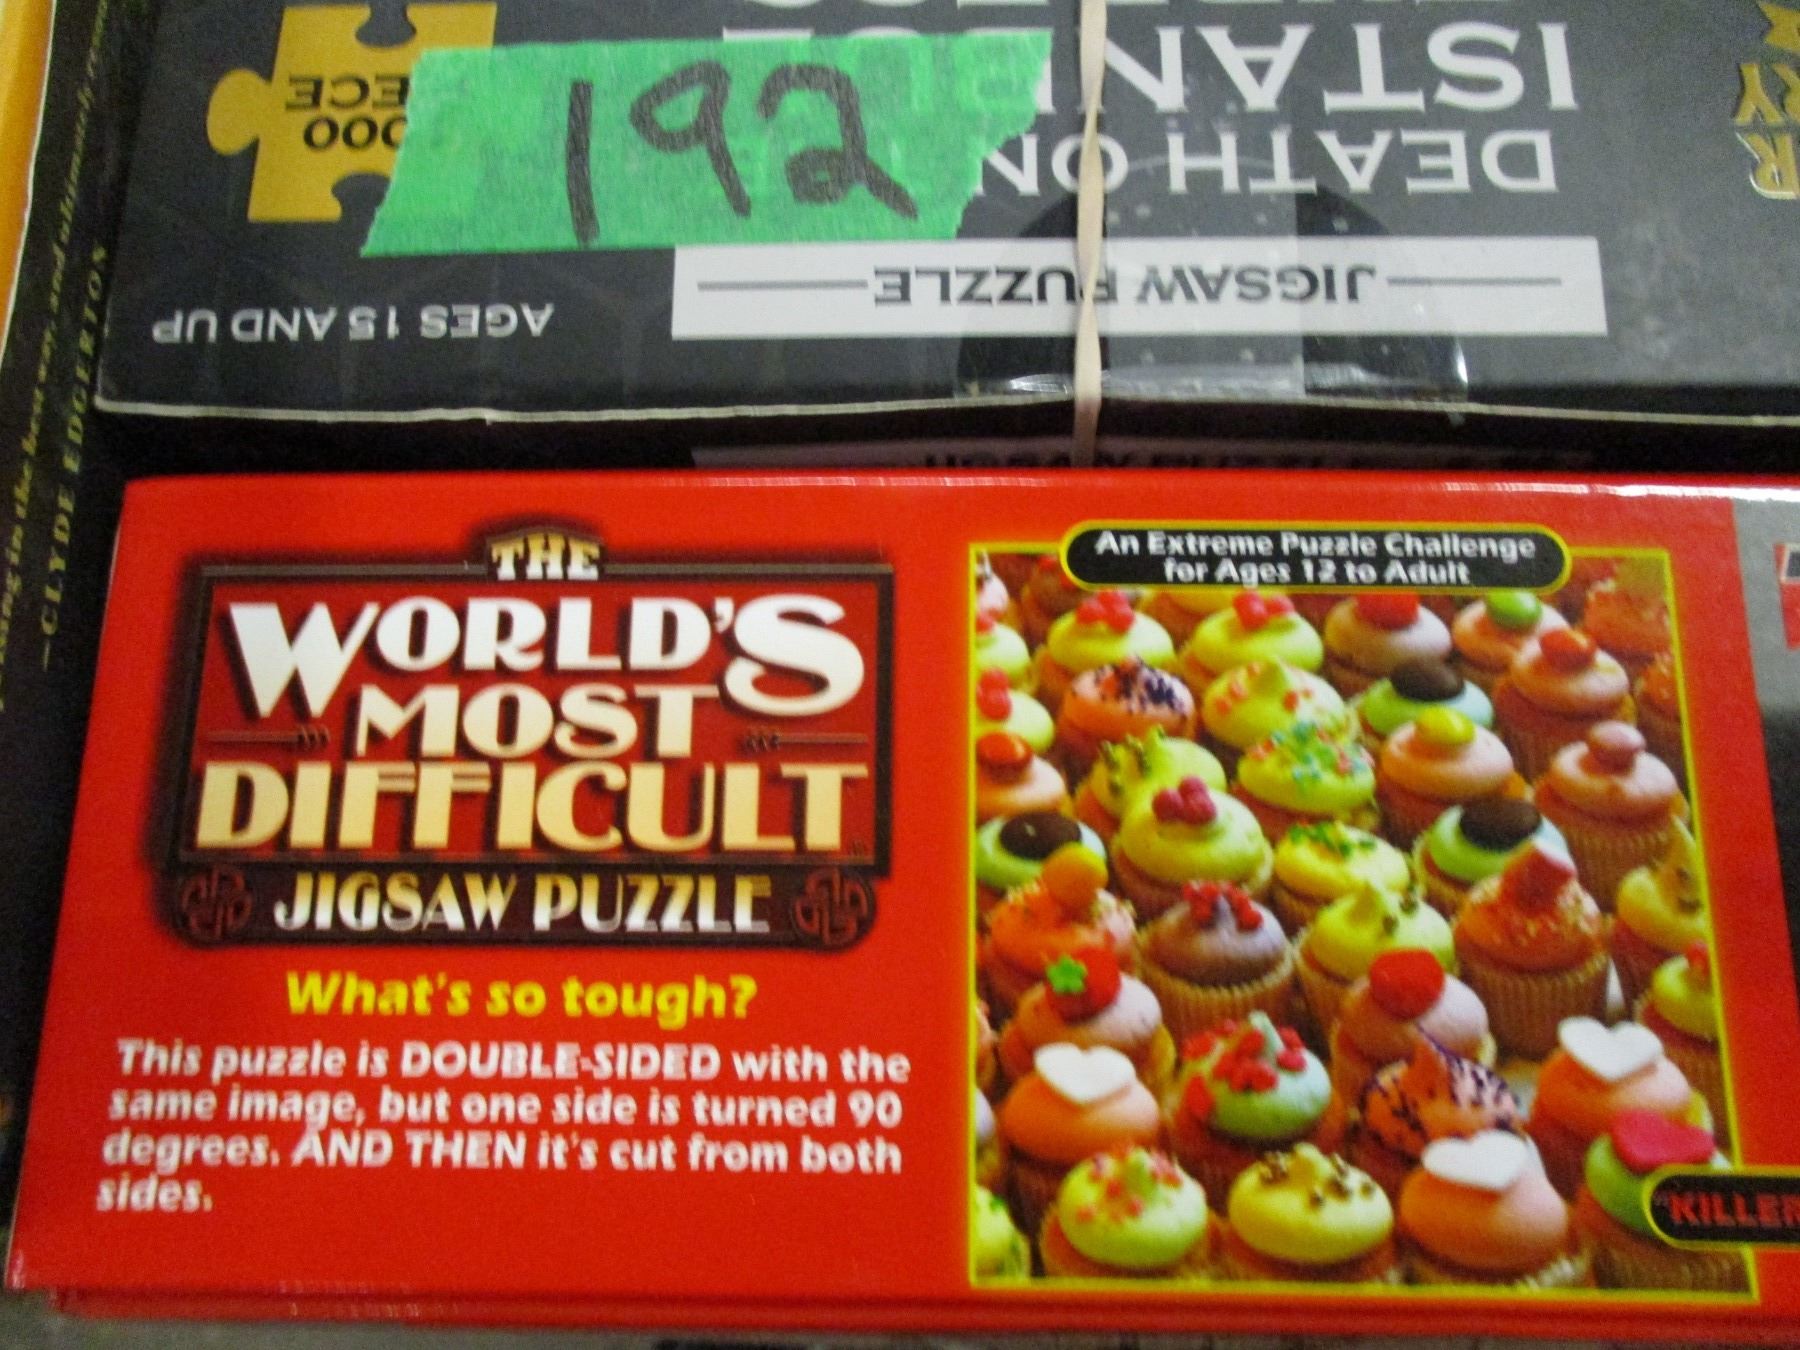 192
DEATH ON
JIGSAW PUZZLE
AGES 15 AND UP
CLYDE EDGERTON
THE
WORLD'S
MOST
DIFFICULT
JIGSAW PUZZLE
What's so tough?
This puzzle is DOUBLE-SIDED with the
same image, but one side is turned 90
degrees. AND THEN it's cut from both
sides.
An Extreme Puzzle Challenge
for Ages 12 to Adult
"KILLER